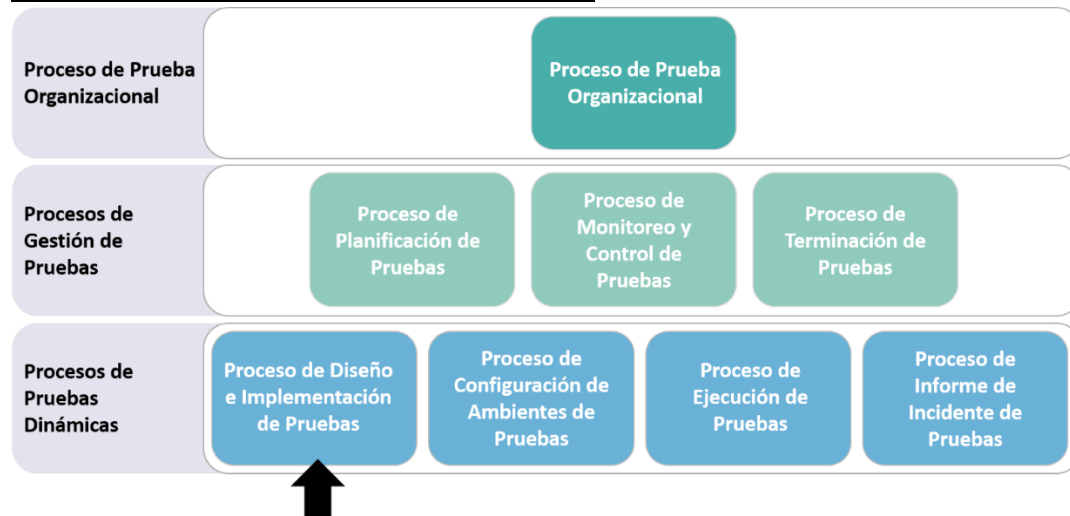 Proceso de Prueba
Organizacional
Proceso de Prueba
Organizacional
Procesos de
Gestión de
Pruebas
Proceso de
Planificación de
Pruebas
Proceso de
Monitoreo y
Control de
Pruebas
Proceso de
Terminación de
Pruebas
Procesos de
Pruebas
Dinámicas
Proceso de Diseño
e Implementación
de Pruebas
Proceso de
Configuración de
Ambientes de
Pruebas
Proceso de
Ejecución de
Pruebas
Proceso de
Informe de
Incidente de
Pruebas